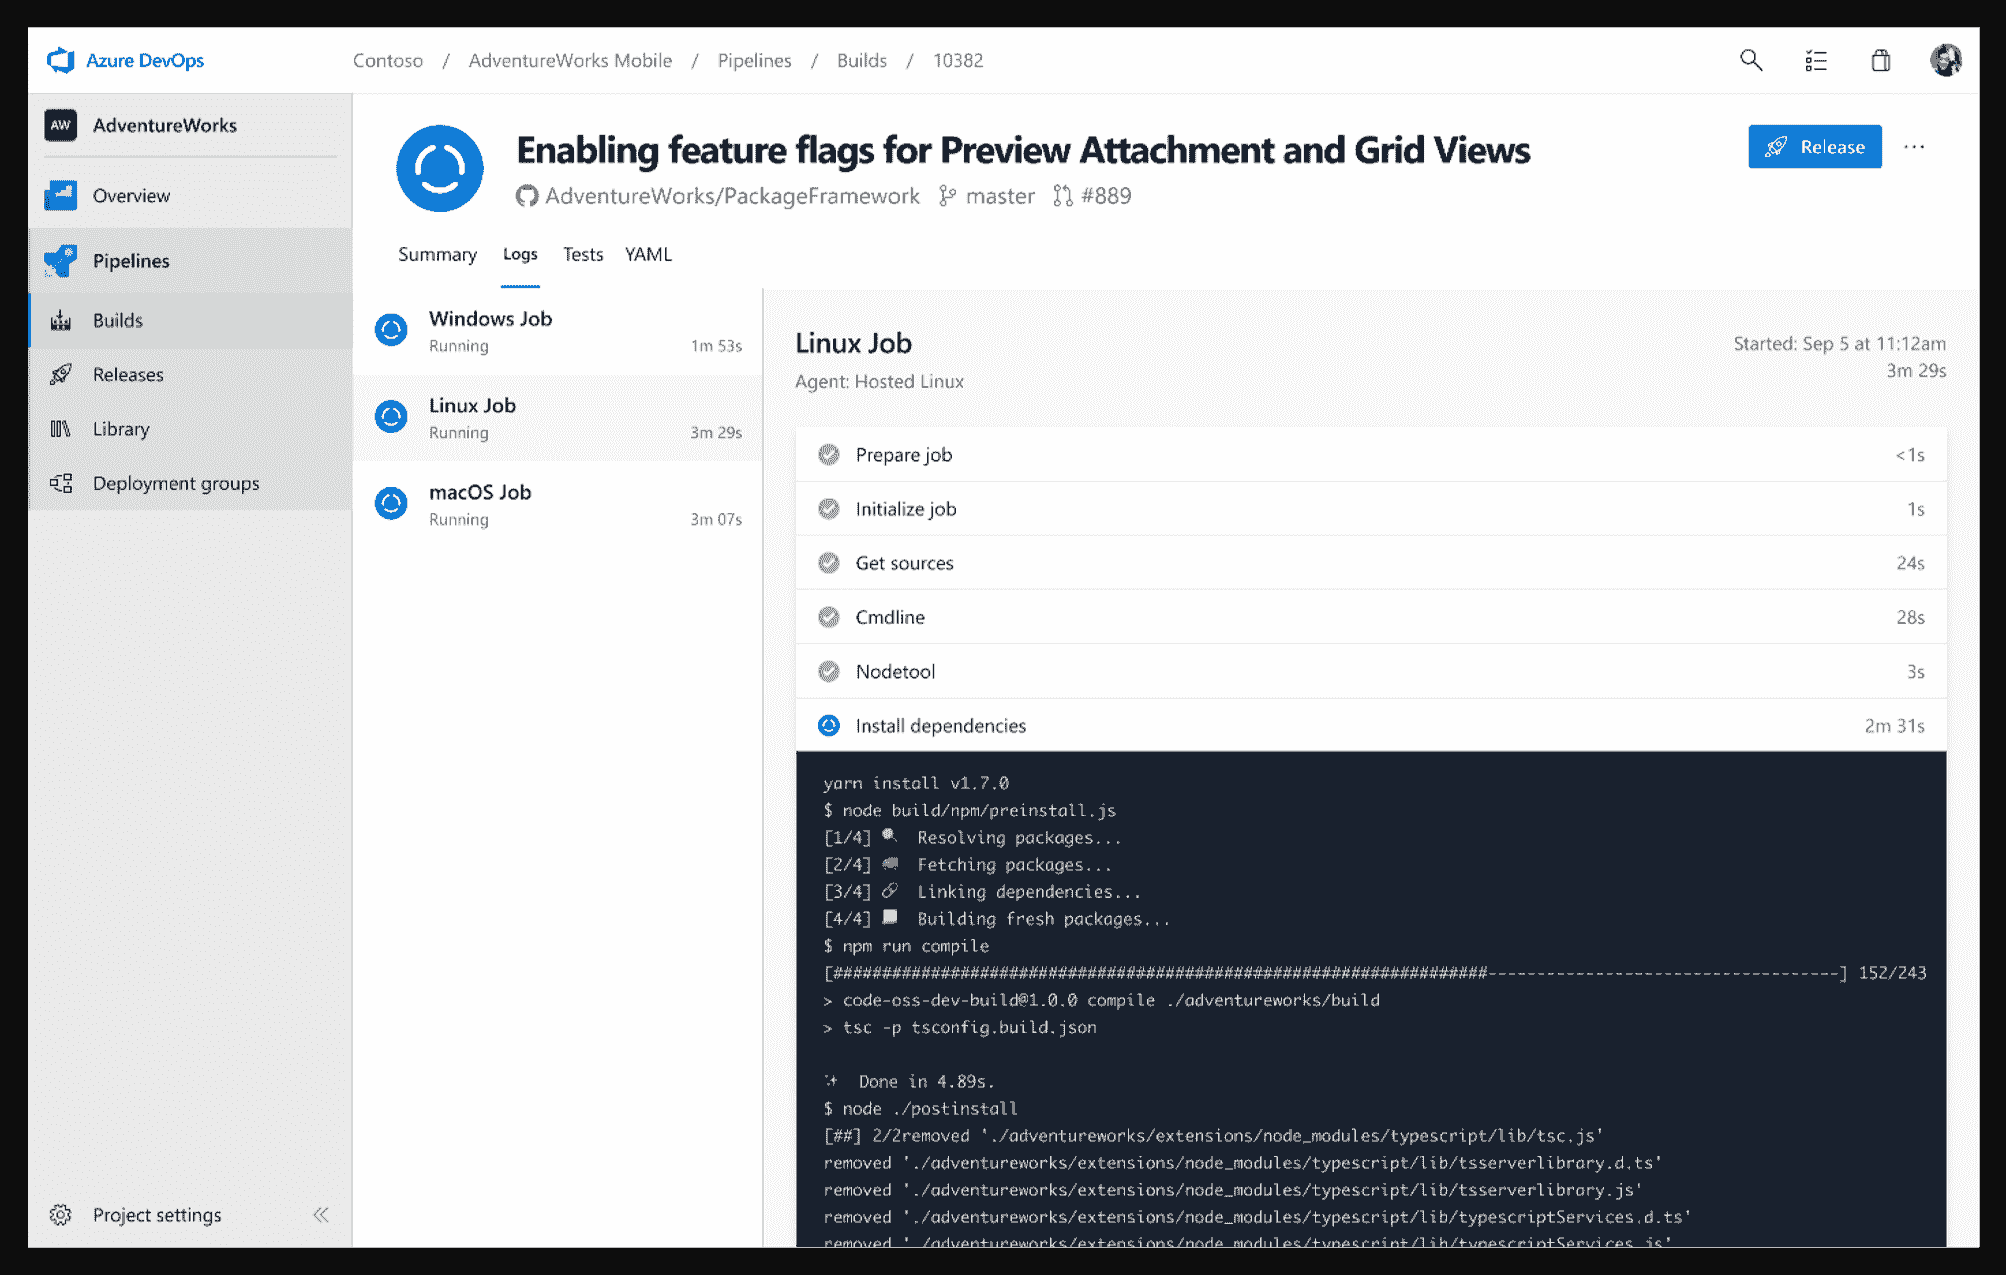 Azure DevOps
Contoso / AdventureWorks Mobile / Pipelines / Builds / 10382
AW AdventureWorks
Overview
Pipelines
Builds
Releases
Library
Deployment groups
Project settings
Enabling feature flags for Preview Attachment and Grid Views
AdventureWorks/PackageFramework master #889
Release
Summary Logs Tests YAML
Windows Job
Running 1m 53s
Linux Job
Running 3m 29s
macOS Job
Running 3m 07s
Linux Job
Agent: Hosted Linux
Started: Sep 5 at 11:12am
3m 29s
Prepare job <1s
Initialize job 1s
Get sources 24s
Cmdline 28s
Nodetool 3s
Install dependencies 2m 31s
yarn install v1.7.0
$ node build/npm/preinstall.js
[1/4] Resolving packages...
[2/4] Fetching packages...
[3/4] Linking dependencies...
[4/4] Building fresh packages...
$ npm run compile
[###################################################################------------------------------------] 152/243
> code-oss-dev-build@1.0.0 compile ./adventureworks/build
> tsc -p tsconfig.build.json
Done in 4.89s.
$ node ./postinstall
[##] 2/2removed './adventureworks/extensions/node_modules/typescript/lib/tsc.js'
removed './adventureworks/extensions/node_modules/typescript/lib/tsserverlibrary.d.ts'
removed './adventureworks/extensions/node_modules/typescript/lib/tsserverlibrary.js'
removed './adventureworks/extensions/node_modules/typescript/lib/typescriptServices.d.ts'
removed './adventureworks/extensions/node_modules/typescript/lib/typescriptServices.js'